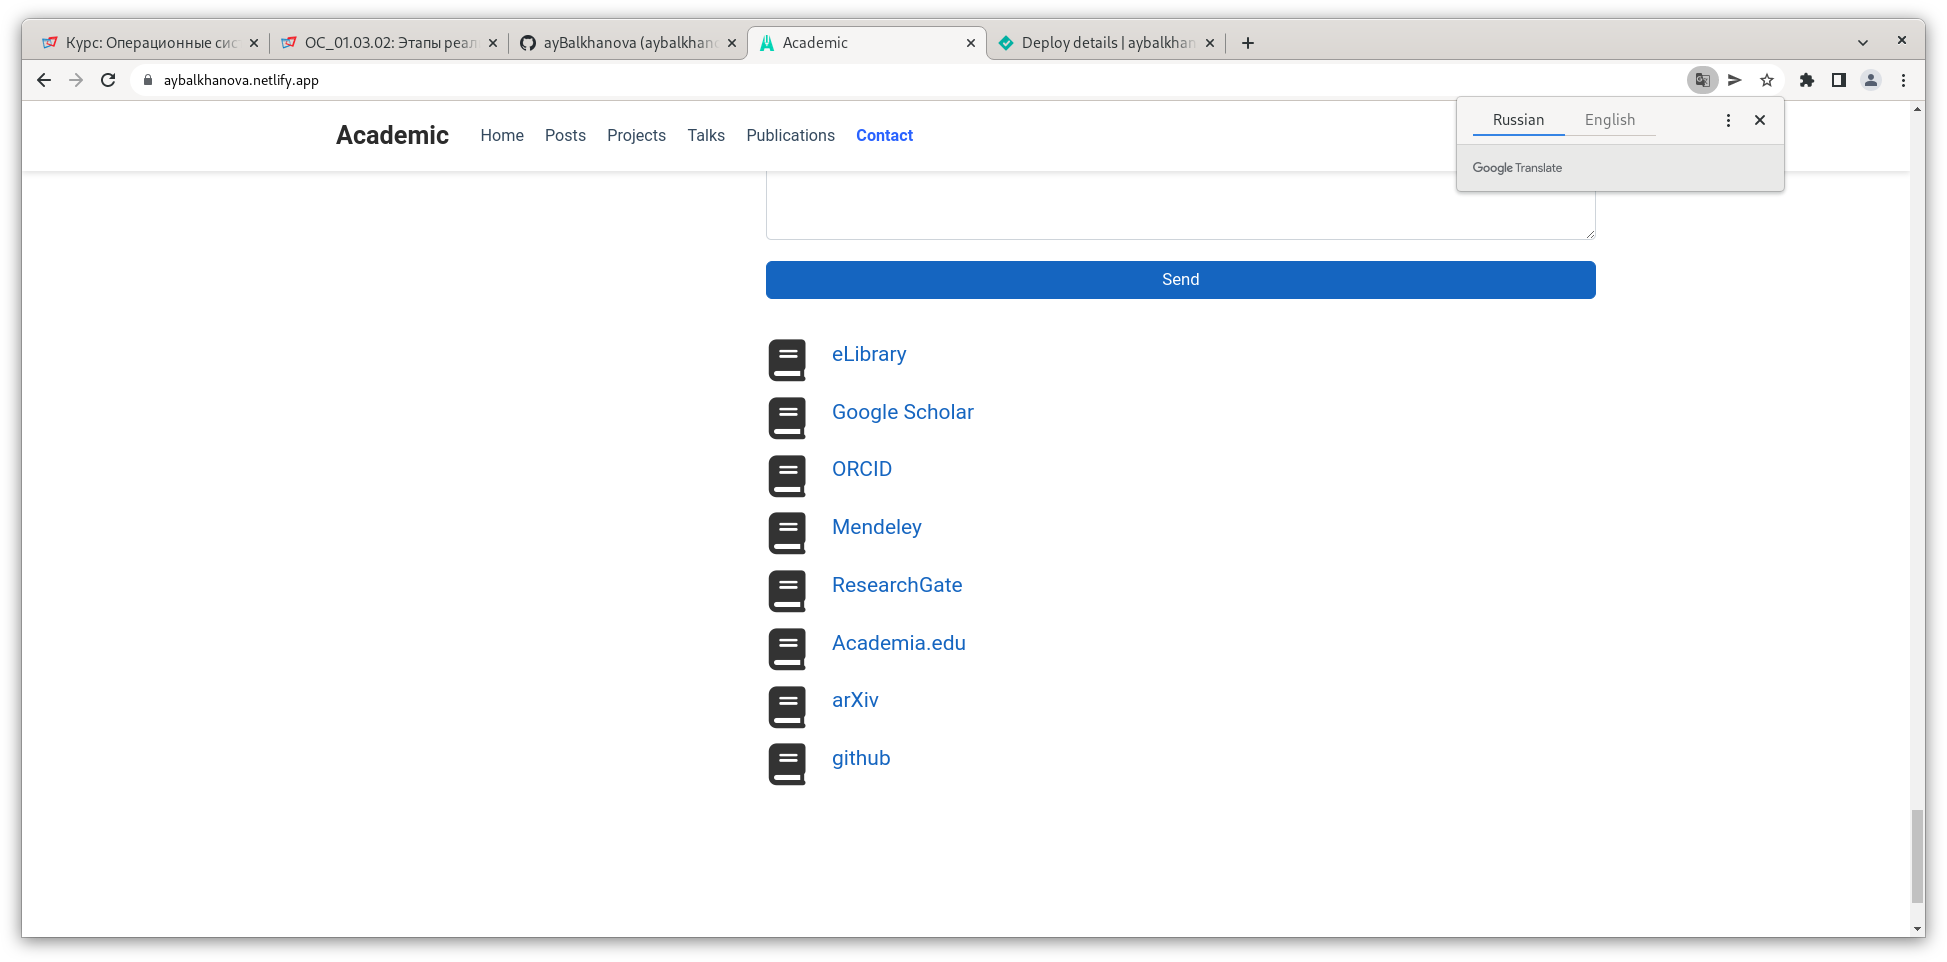 Курс: Операционные сис
ОС_01.03.02: Этапы реал
ayBalkhanova (aybalkhano
Academic
Deploy details | aybalkhan
aybalkhanova.netlify.app
Russian English
Google Translate
Academic Home Posts Projects Talks Publications Contact
Send
eLibrary
Google Scholar
ORCID
Mendeley
ResearchGate
Academia.edu
arXiv
github